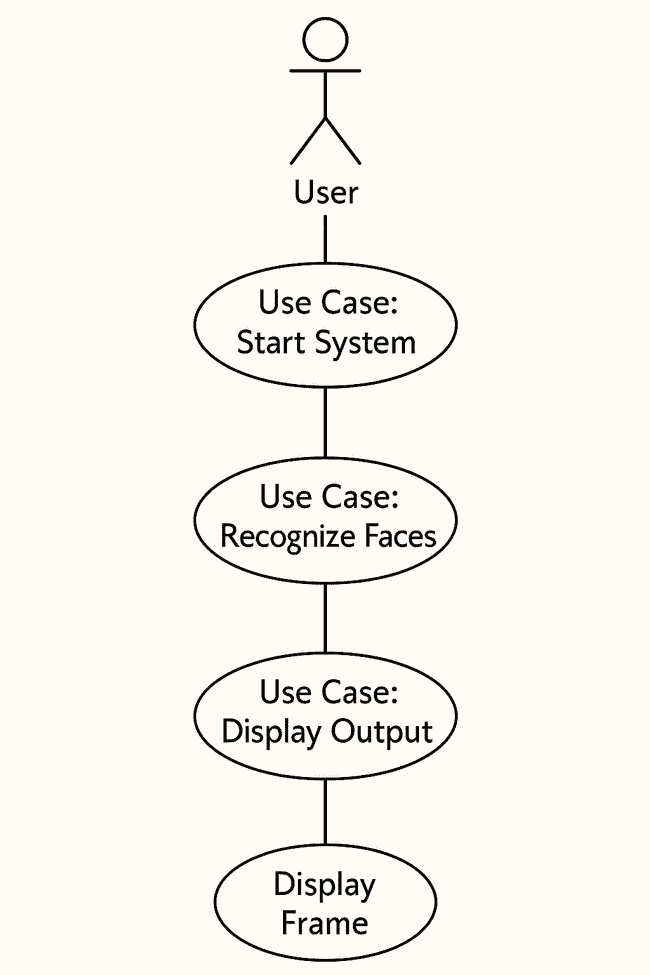 User
Use Case:
Start System
Use Case:
Recognize Faces
Use Case:
Display Output
Display
Frame